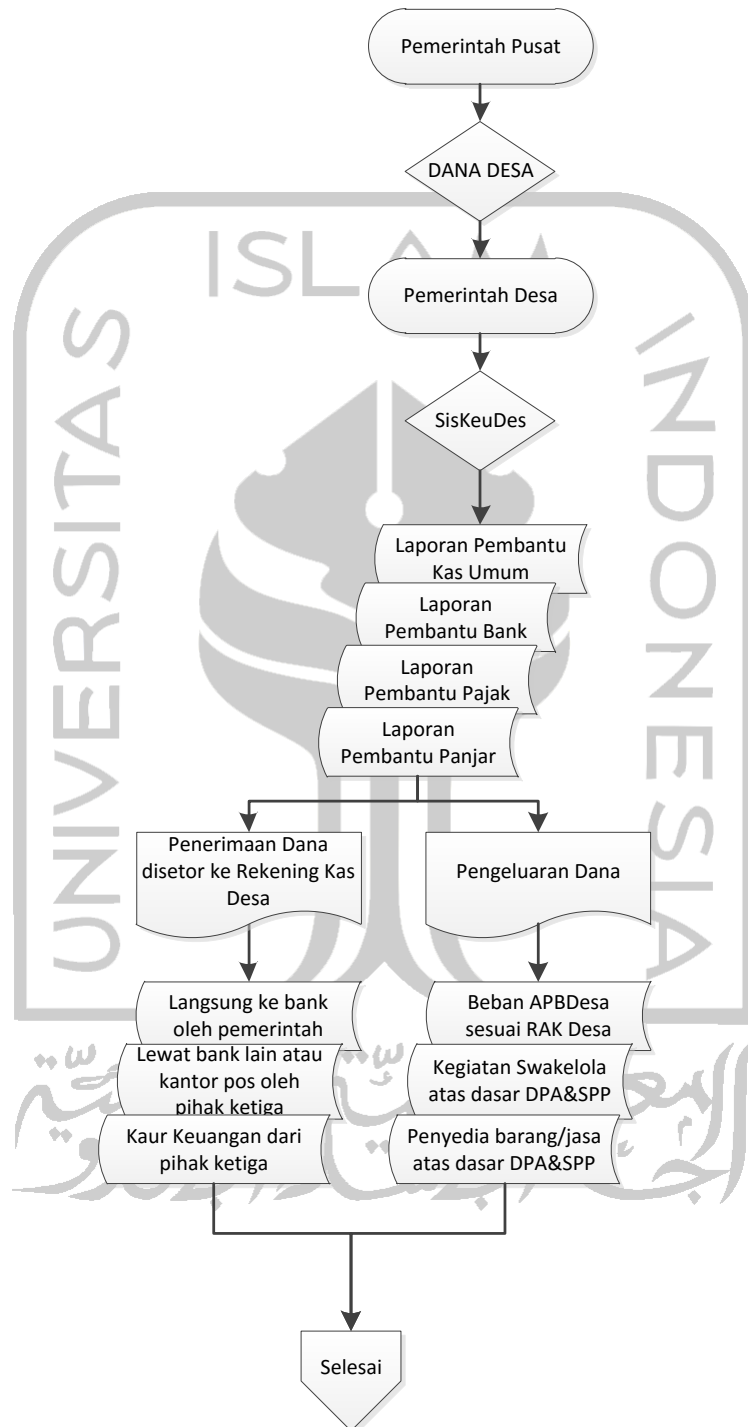 Pemerintah Pusat
DANA DESA
ISLAM
Pemerintah Desa
UNIVERSITAS
INDONESIA
SisKeuDes
Laporan Pembantu
Kas Umum
Laporan
Pembantu Bank
Laporan
Pembantu Pajak
Laporan
Pembantu Panjar
Penerimaan Dana
disetor ke Rekening Kas
Desa
Pengeluaran Dana
Langsung ke bank
oleh pemerintah
Lewat bank lain atau
kantor pos oleh
pihak ketiga
Kaur Keuangan dari
pihak ketiga
Beban APBDesa
sesuai RAK Desa
Kegiatan Swakelola
atas dasar DPA&SPP
Penyedia barang/jasa
atas dasar DPA&SPP
Selesai